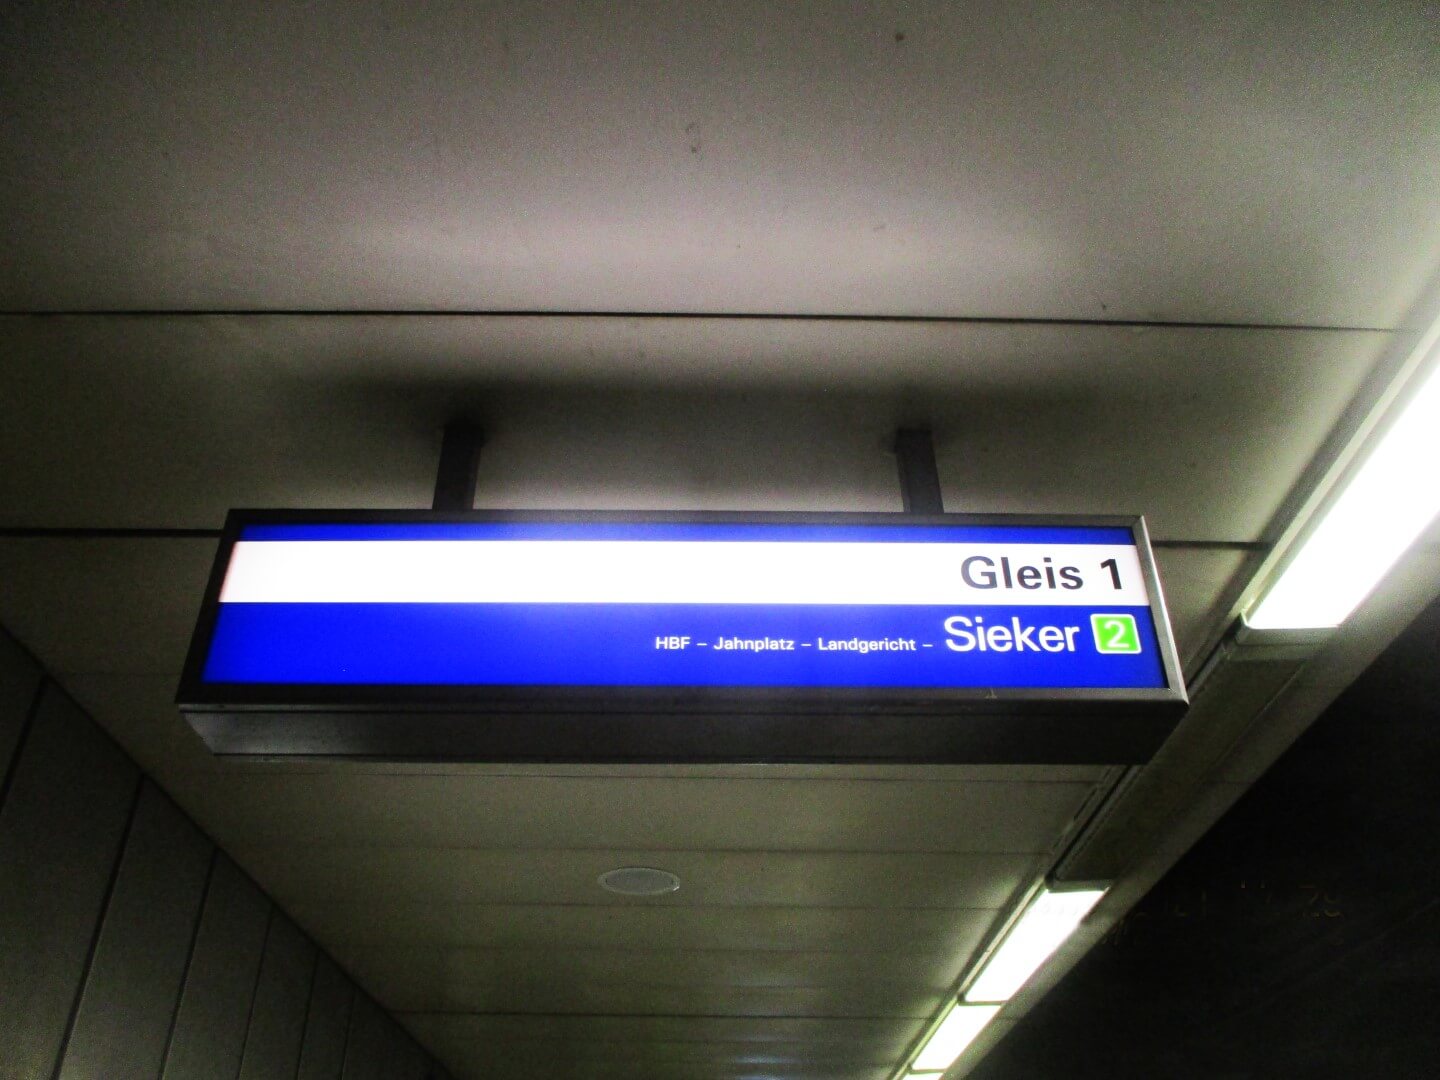 Gleis 1
HBF – Jahnplatz – Landgericht – Sieker 2